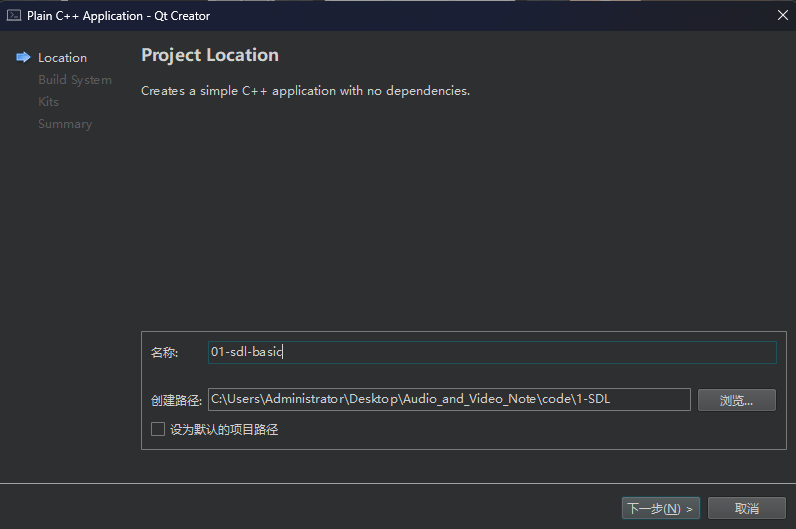 Plain C++ Application - Qt Creator
Location
Build System
Kits
Summary
Project Location
Creates a simple C++ application with no dependencies.
名称:
01-sdl-basic
创建路径:
C:\Users\Administrator\Desktop\Audio_and_Video_Note\code\1-SDL
浏览...
设为默认的项目路径
下一步(N) >
取消